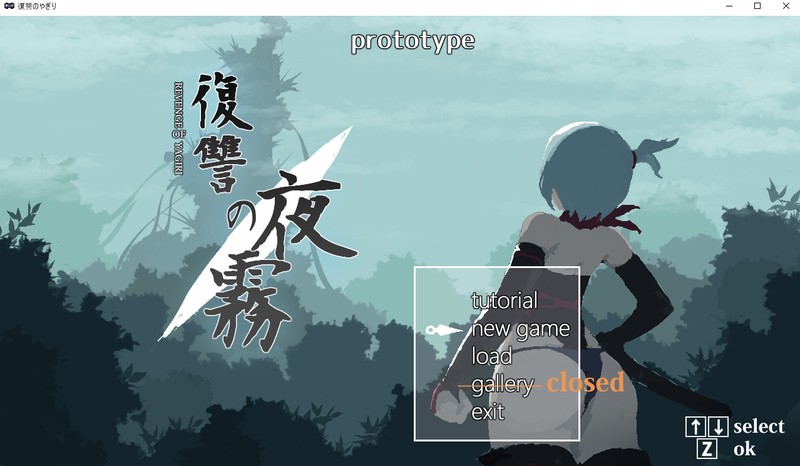 復讐のやぎり
prototype
復讐の夜霧
REVENGE OF YAGIRI
tutorial
new game
load
gallery closed
exit
↑ ↓ select
Z ok